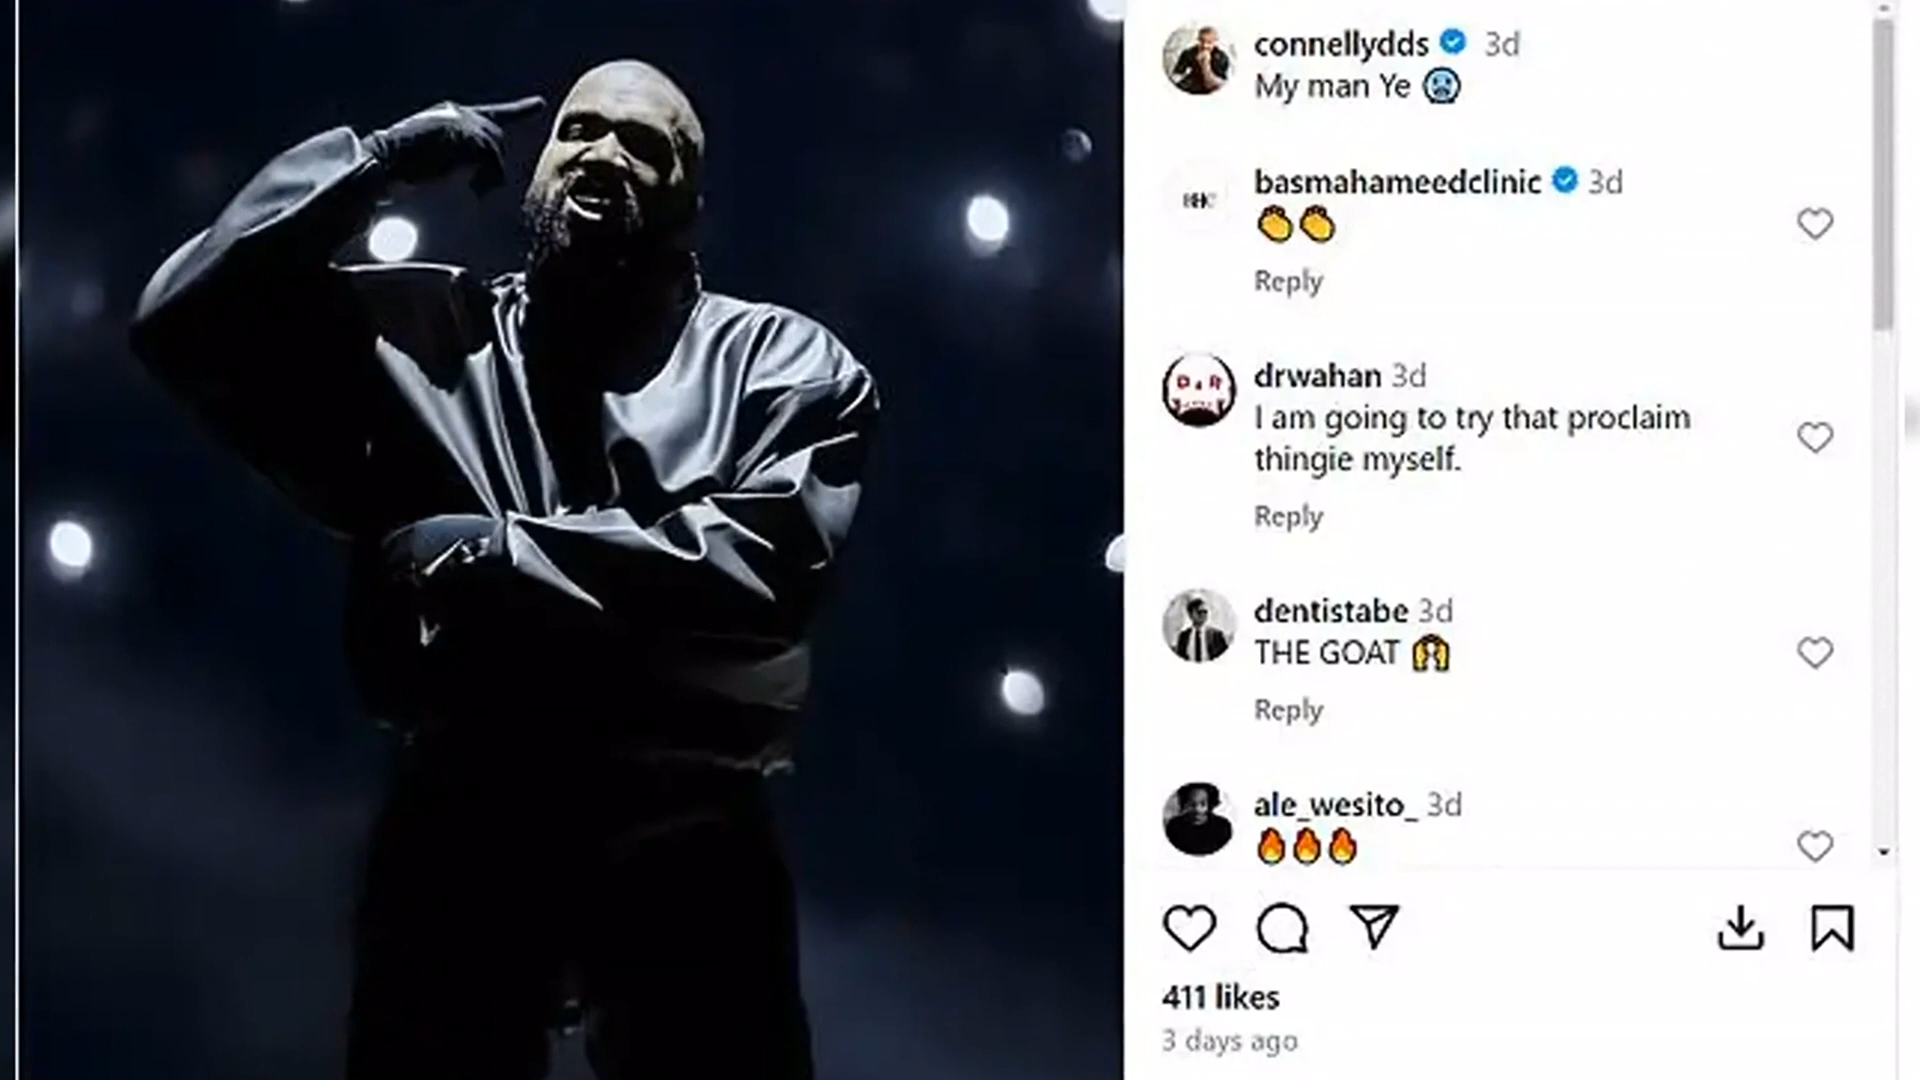 connellydds 3d
My man Ye 🥶
basmahameedclinic 3d
👏👏
Reply
drwahan 3d
I am going to try that proclaim
thingie myself.
Reply
dentistabe 3d
THE GOAT 🙌
Reply
ale_wesito_ 3d
🔥🔥🔥
411 likes
3 days ago